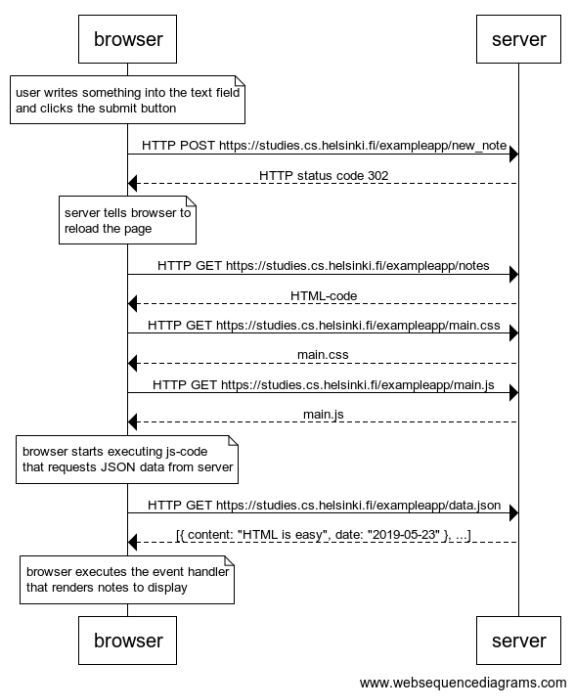 browser
server
user writes something into the text field
and clicks the submit button
HTTP POST https://studies.cs.helsinki.fi/exampleapp/new_note
HTTP status code 302
server tells browser to
reload the page
HTTP GET https://studies.cs.helsinki.fi/exampleapp/notes
HTML-code
HTTP GET https://studies.cs.helsinki.fi/exampleapp/main.css
main.css
HTTP GET https://studies.cs.helsinki.fi/exampleapp/main.js
main.js
browser starts executing js-code
that requests JSON data from server
HTTP GET https://studies.cs.helsinki.fi/exampleapp/data.json
[{ content: "HTML is easy", date: "2019-05-23" }, ...]
browser executes the event handler
that renders notes to display
browser
server
www.websequencediagrams.com